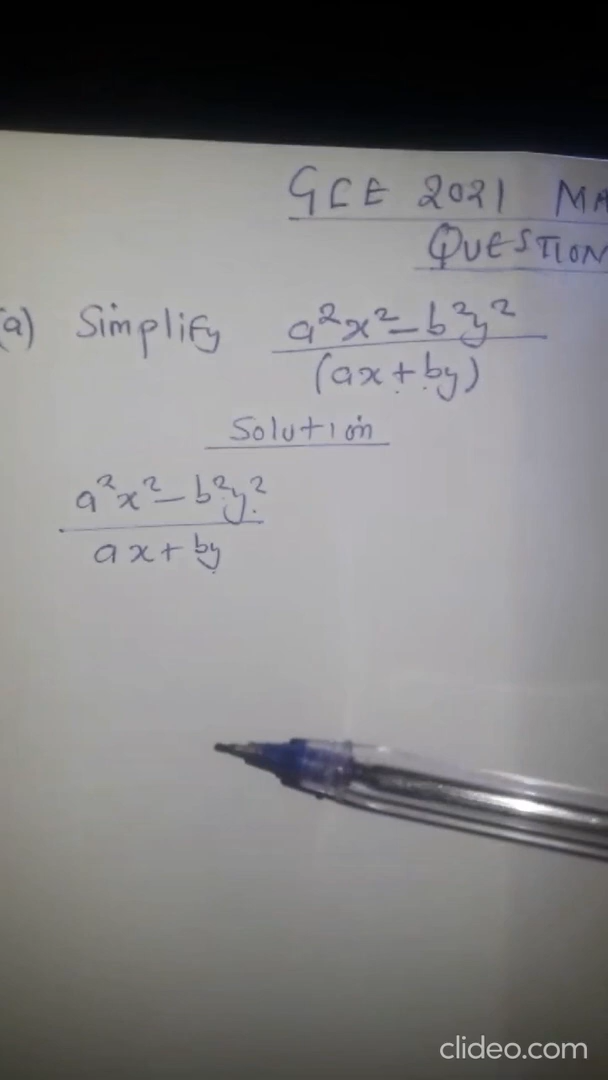 GCE 2021 MA
QUESTION
(a) Simplify a²x² – b²y²
(ax + by)
Solution
a²x² – b²y²
ax + by
clideo.com